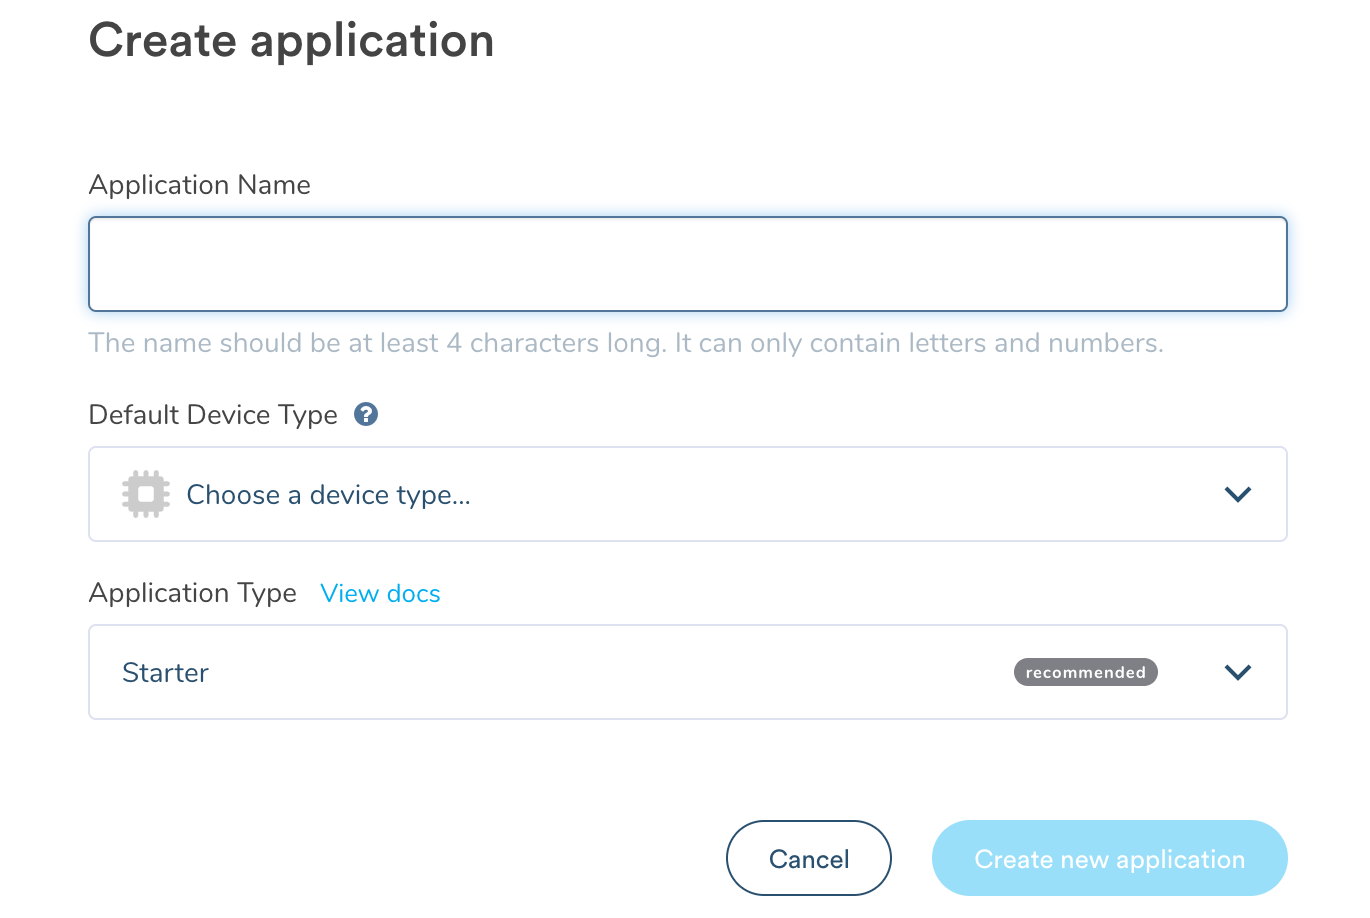 Create application
Application Name
The name should be at least 4 characters long. It can only contain letters and numbers.
Default Device Type ?
Choose a device type...
Application Type View docs
Starter recommended
Cancel Create new application